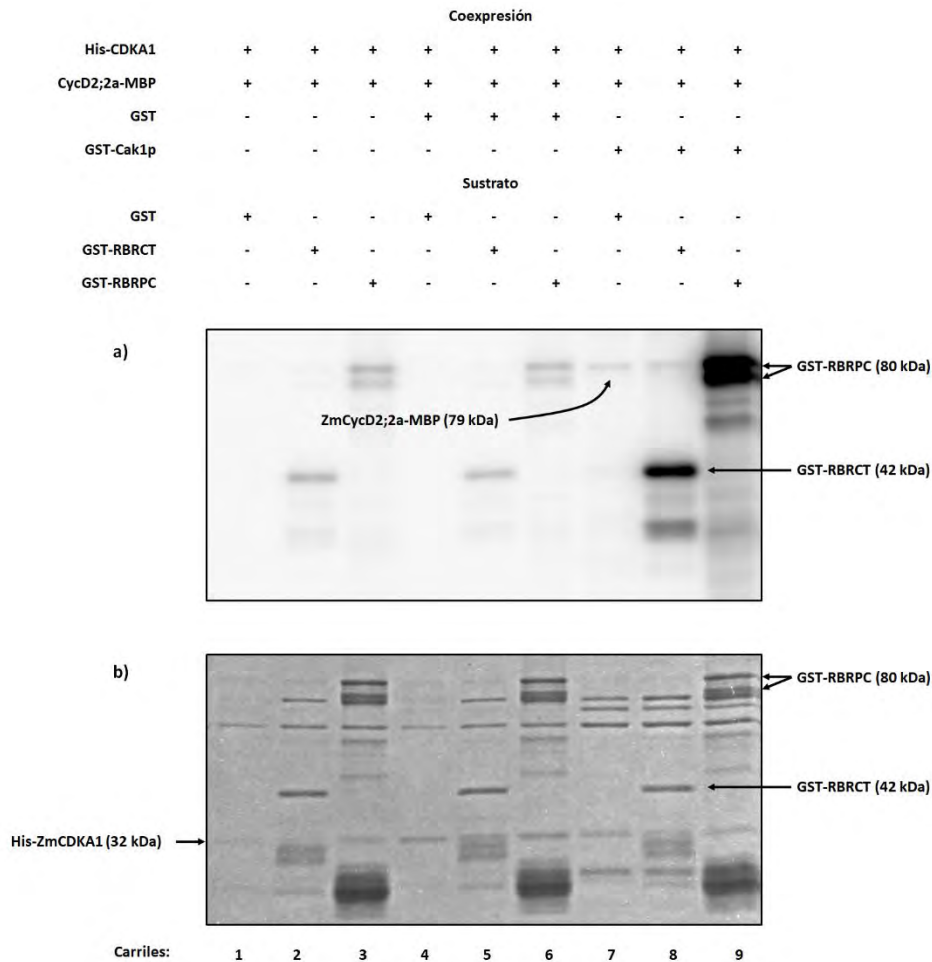 Coexpresión
His-CDKA1 + + + + + + + + +
CycD2;2a-MBP + + + + + + + + +
GST - - - + + + - - -
GST-Cak1p - - - - - - + + +
Sustrato
GST + - - + - - + - -
GST-RBRCT - + - - + - - + -
GST-RBRPC - - + - - + - - +
a)
GST-RBRPC (80 kDa)
ZmCycD2;2a-MBP (79 kDa)
GST-RBRCT (42 kDa)
b)
GST-RBRPC (80 kDa)
GST-RBRCT (42 kDa)
His-ZmCDKA1 (32 kDa)
Carriles: 1 2 3 4 5 6 7 8 9